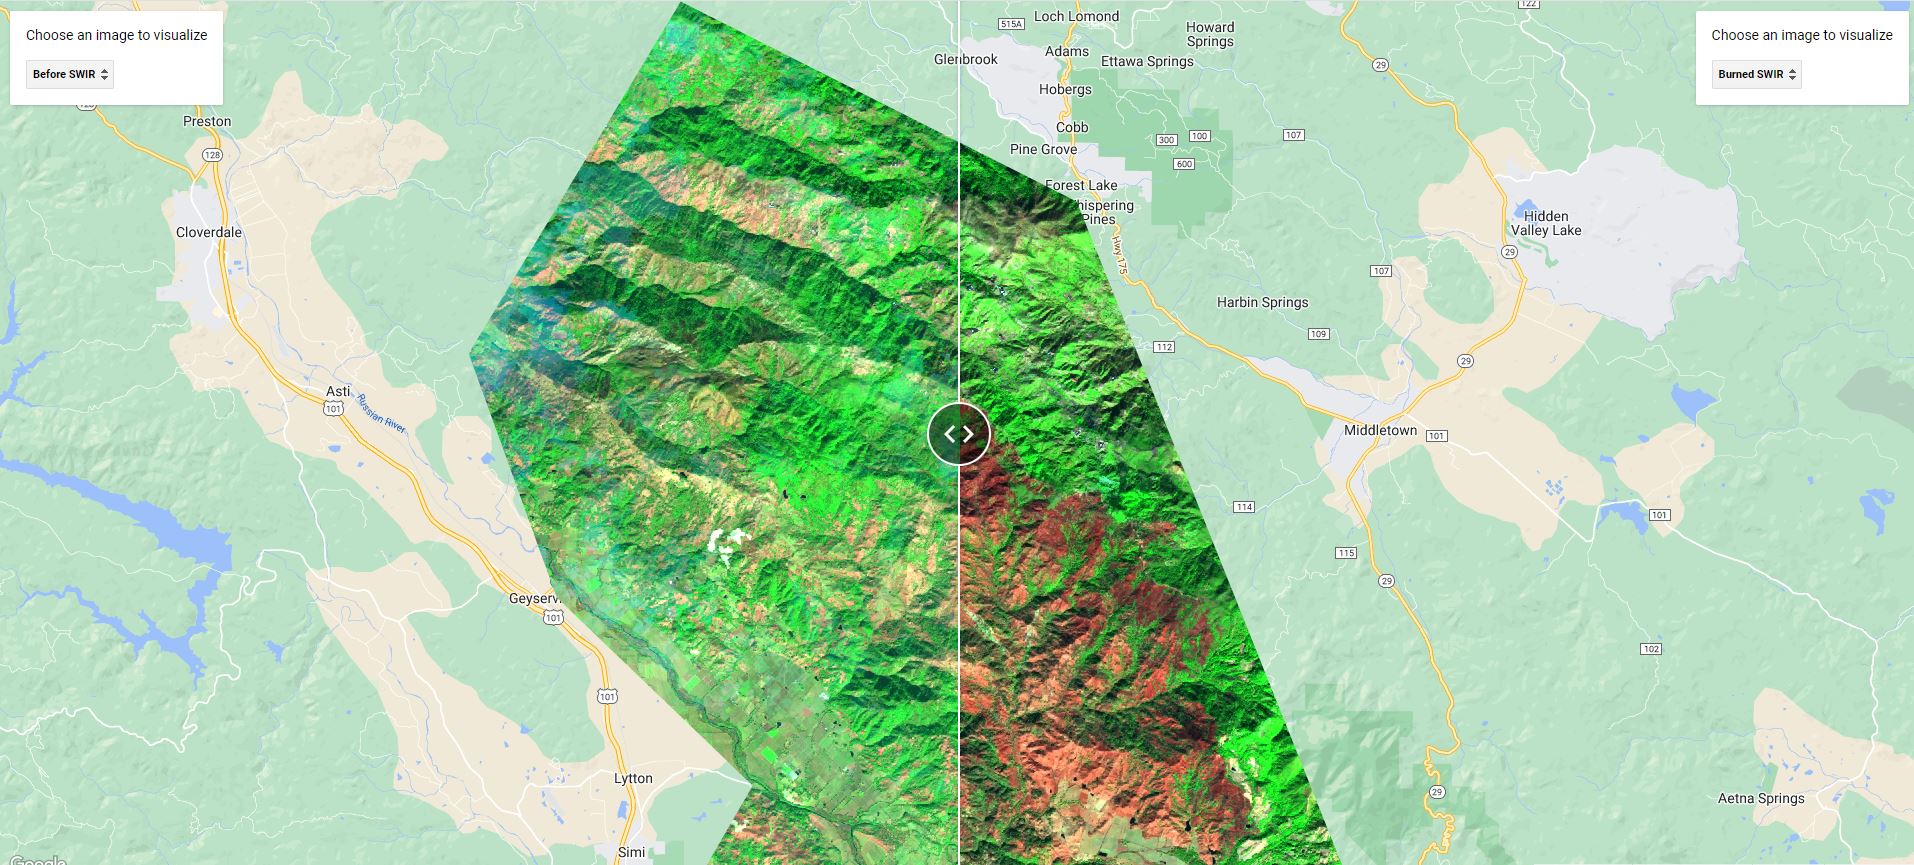 Choose an image to visualize
Before SWIR
Choose an image to visualize
Burned SWIR
122
Loch Lomond
515A
Howard
Springs
Adams
Glenbrook
Ettawa Springs
29
Hobergs
128
Preston
Cobb
300
100
107
128
Pine Grove
600
Forest Lake
hispering
Pines
Hidden
Valley Lake
Cloverdale
Hwy 175
29
107
Harbin Springs
109
112
29
Asti
101
Russian River
Middletown
101
114
101
115
29
Geyserv
101
102
101
Lytton
29
Aetna Springs
Simi
Google